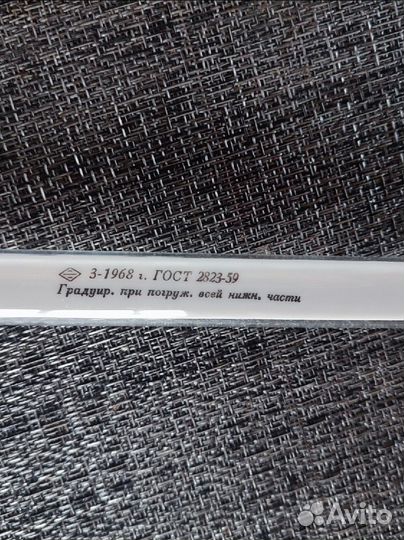 3-1968 г. ГОСТ 2823-59
Градуир. при погруж. всей нижн. части
Avito